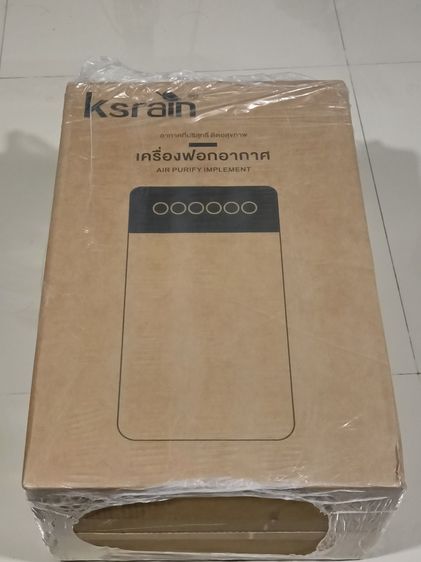 ksrain
อากาศที่บริสุทธิ์ ดีต่อสุขภาพ
เครื่องฟอกอากาศ
AIR PURIFY IMPLEMENT